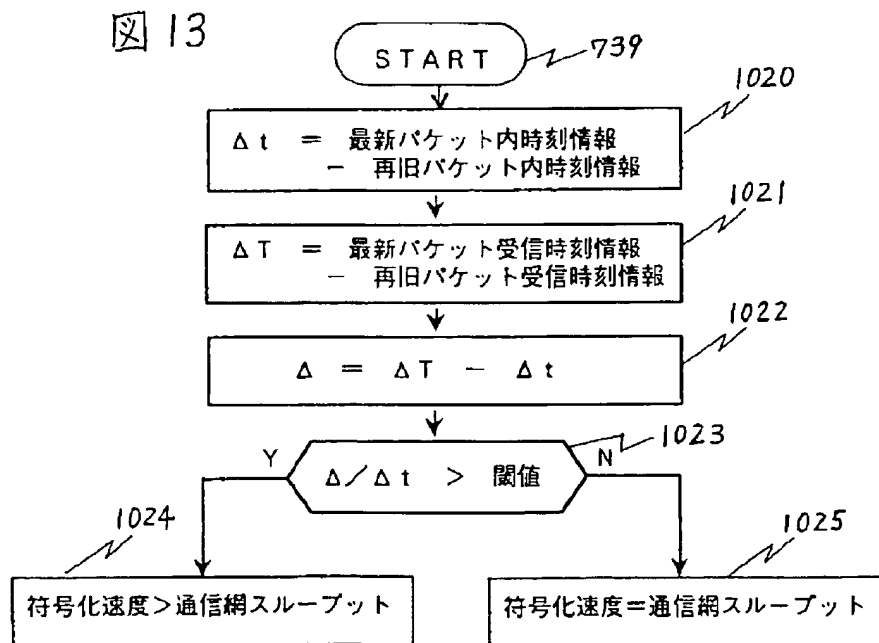 図 13
START
739
1020
Δt = 最新パケット内時刻情報
− 再旧パケット内時刻情報
1021
ΔT = 最新パケット受信時刻情報
− 再旧パケット受信時刻情報
1022
Δ = ΔT − Δt
1023
Y
Δ/Δt > 閾値
N
1024
1025
符号化速度>通信網スループット
符号化速度=通信網スループット